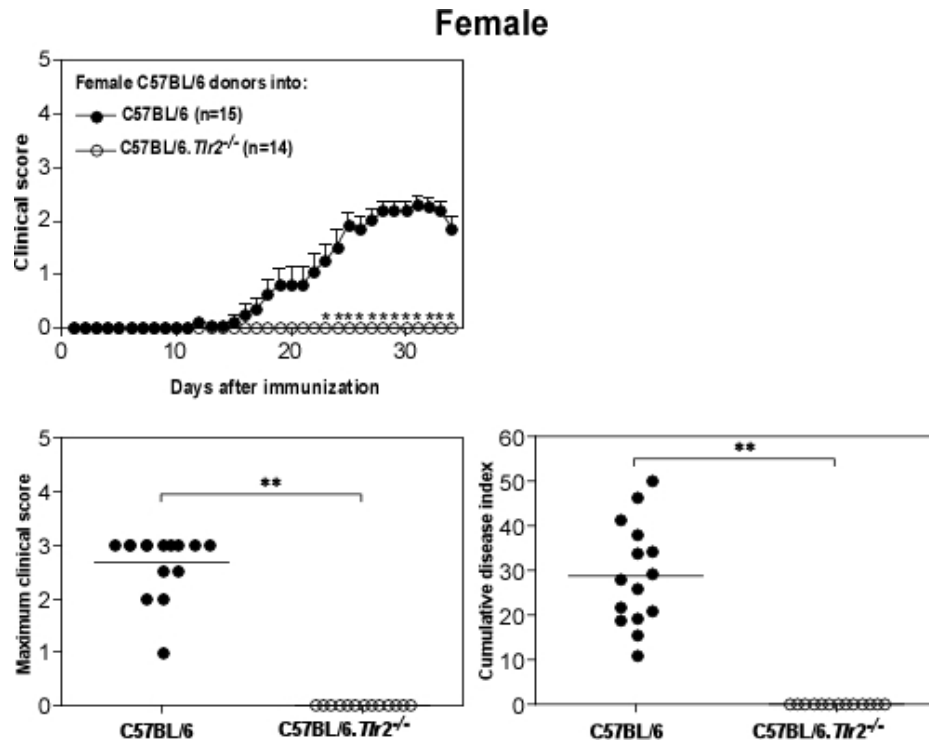 Female
5
4
3
2
1
0
Clinical score
Female C57BL/6 donors into:
C57BL/6 (n=15)
C57BL/6.Tlr2-/- (n=14)
* *** *** ** ***
0 10 20 30
Days after immunization
5
4
3
2
1
0
Maximum clinical score
**
C57BL/6 C57BL/6.Tlr2-/-
60
50
40
30
20
10
0
Cumulative disease index
**
C57BL/6 C57BL/6.Tlr2-/-